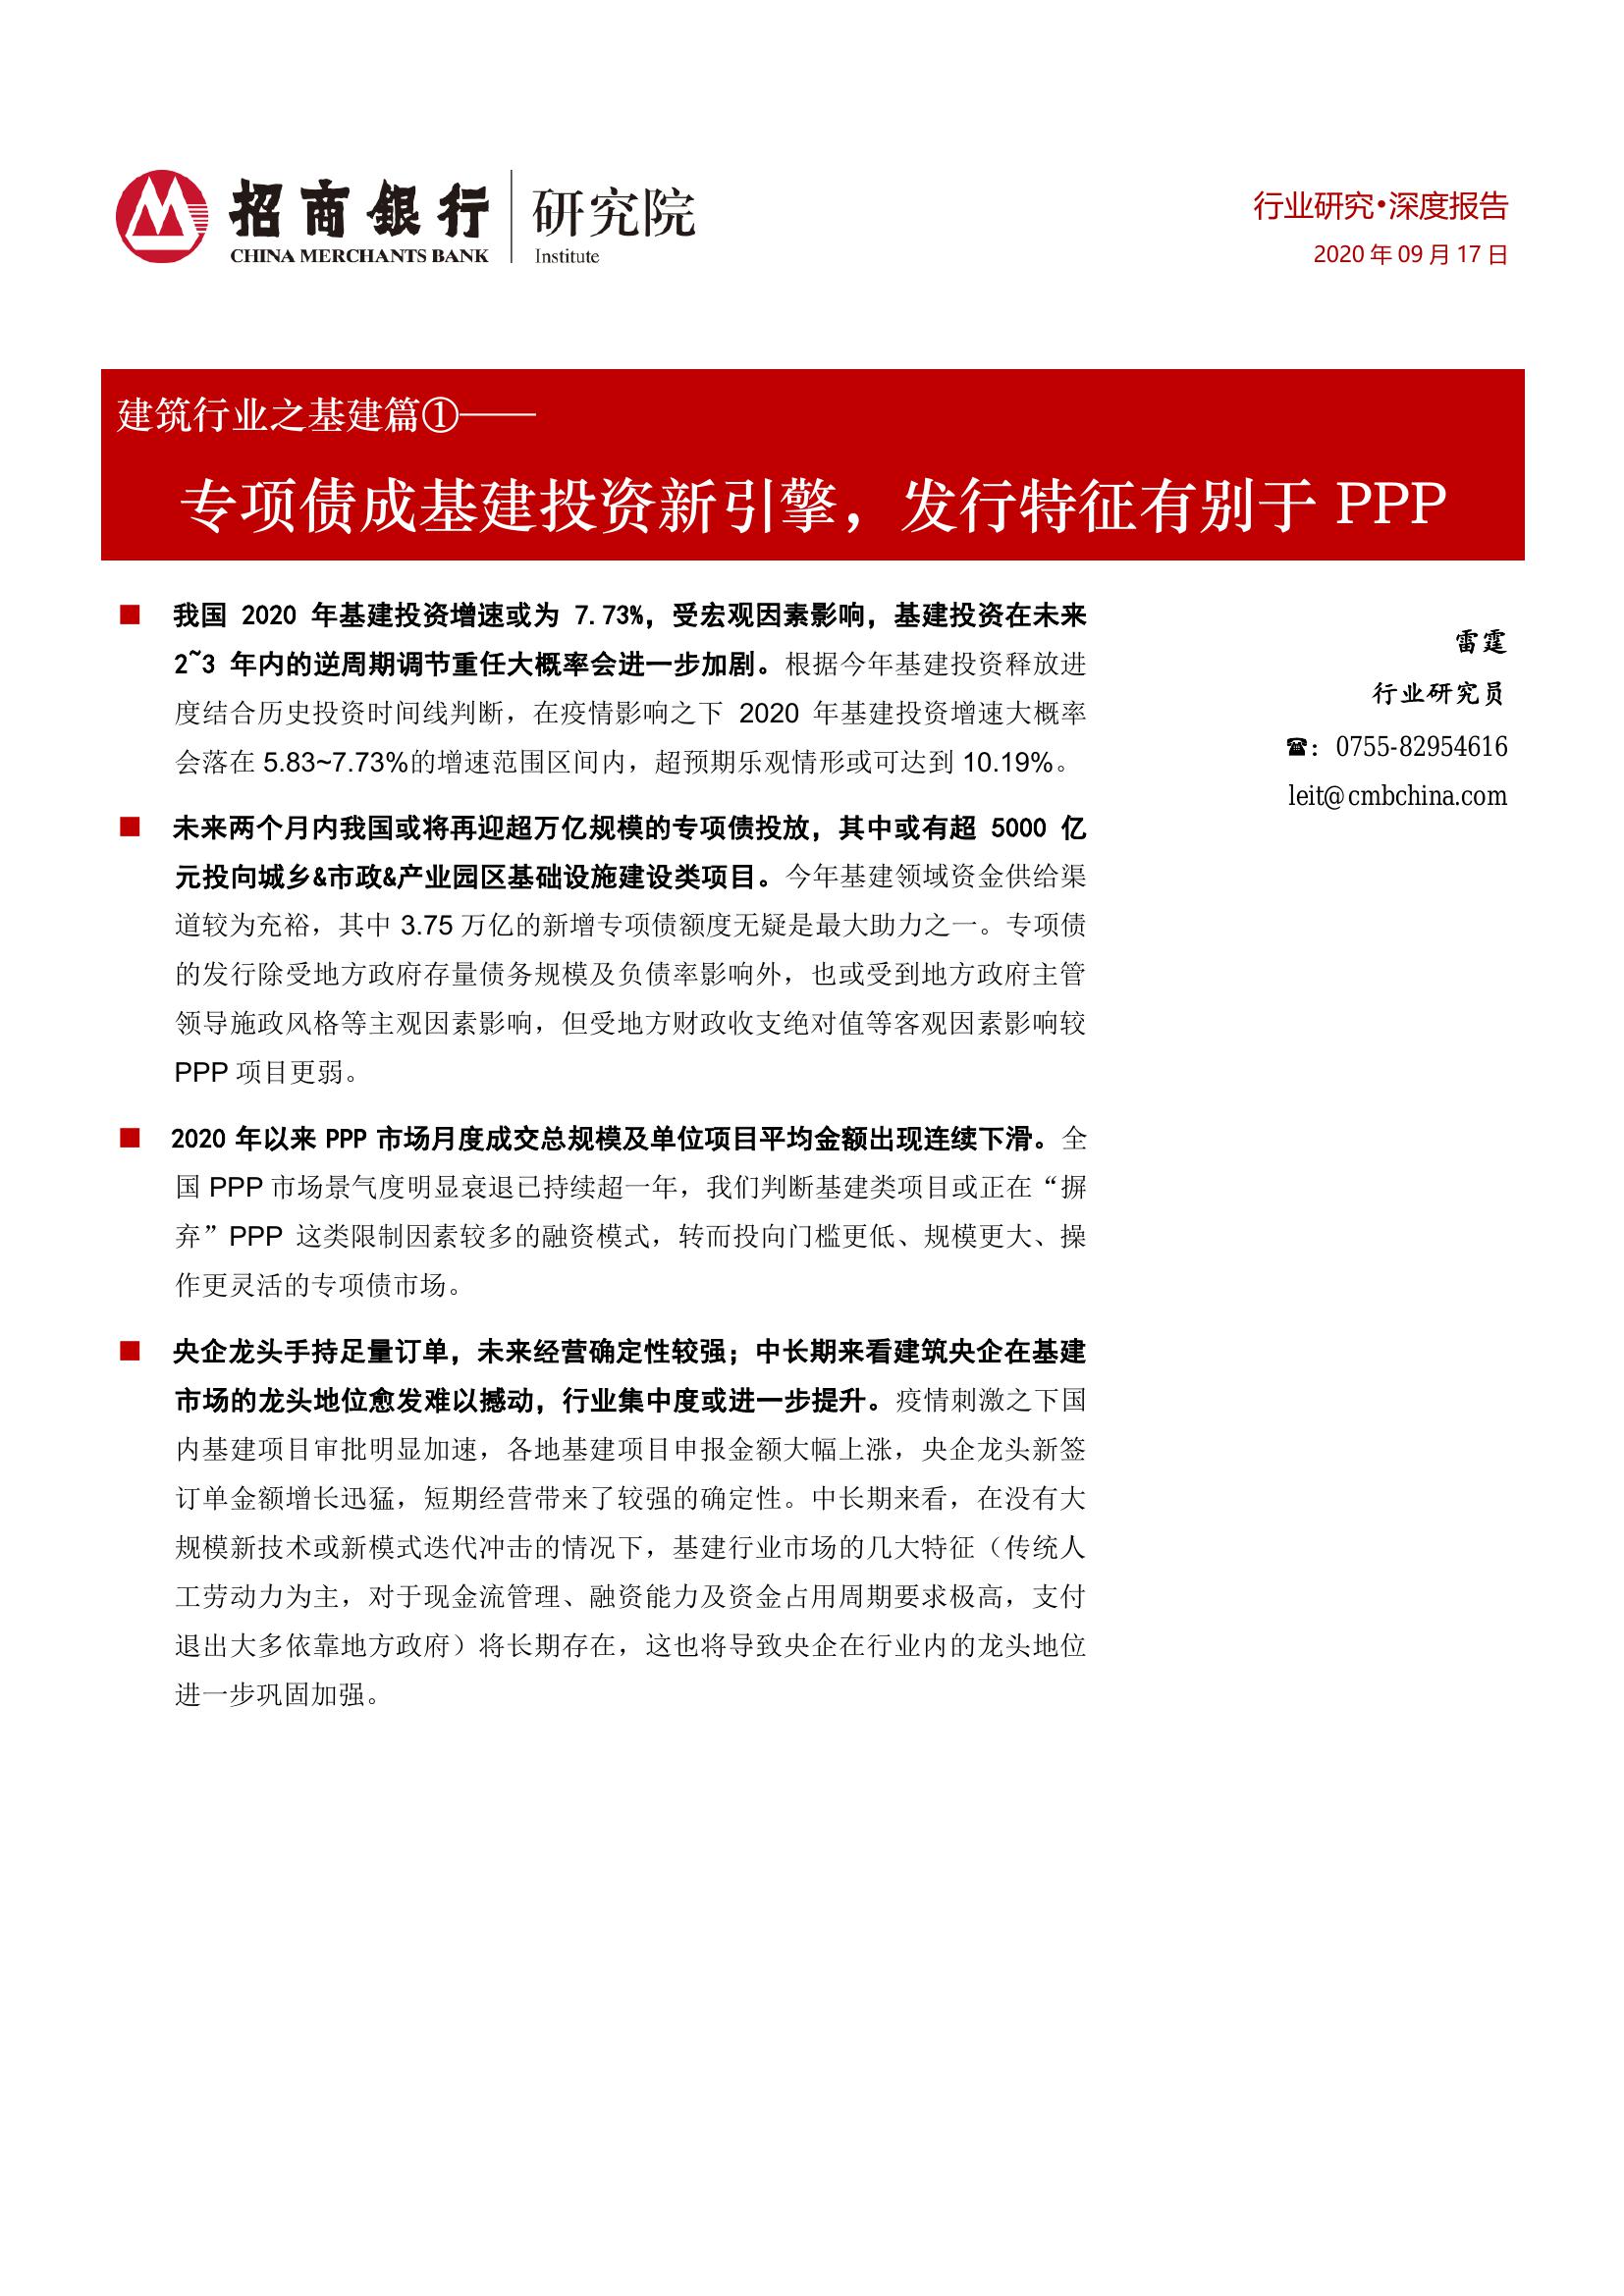 招商银行 研究院
CHINA MERCHANTS BANK Institute
行业研究•深度报告
2020 年 09 月 17 日
建筑行业之基建篇①——
专项债成基建投资新引擎，发行特征有别于 PPP
■ 我国 2020 年基建投资增速或为 7.73%，受宏观因素影响，基建投资在未来
2~3 年内的逆周期调节重任大概率会进一步加剧。根据今年基建投资释放进
度结合历史投资时间线判断，在疫情影响之下 2020 年基建投资增速大概率
会落在 5.83~7.73%的增速范围区间内，超预期乐观情形或可达到 10.19%。
■ 未来两个月内我国或将再迎超万亿规模的专项债投放，其中或有超 5000 亿
元投向城乡&市政&产业园区基础设施建设类项目。今年基建领域资金供给渠
道较为充裕，其中 3.75 万亿的新增专项债额度无疑是最大助力之一。专项债
的发行除受地方政府存量债务规模及负债率影响外，也或受到地方政府主管
领导施政风格等主观因素影响，但受地方财政收支绝对值等客观因素影响较
PPP 项目更弱。
■ 2020 年以来 PPP 市场月度成交总规模及单位项目平均金额出现连续下滑。全
国 PPP 市场景气度明显衰退已持续超一年，我们判断基建类项目或正在“摒
弃”PPP 这类限制因素较多的融资模式，转而投向门槛更低、规模更大、操
作更灵活的专项债市场。
■ 央企龙头手持足量订单，未来经营确定性较强；中长期来看建筑央企在基建
市场的龙头地位愈发难以撼动，行业集中度或进一步提升。疫情刺激之下国
内基建项目审批明显加速，各地基建项目申报金额大幅上涨，央企龙头新签
订单金额增长迅猛，短期经营带来了较强的确定性。中长期来看，在没有大
规模新技术或新模式迭代冲击的情况下，基建行业市场的几大特征（传统人
工劳动力为主，对于现金流管理、融资能力及资金占用周期要求极高，支付
退出大多依靠地方政府）将长期存在，这也将导致央企在行业内的龙头地位
进一步巩固加强。
雷霆
行业研究员
☎：0755-82954616
leit@cmbchina.com